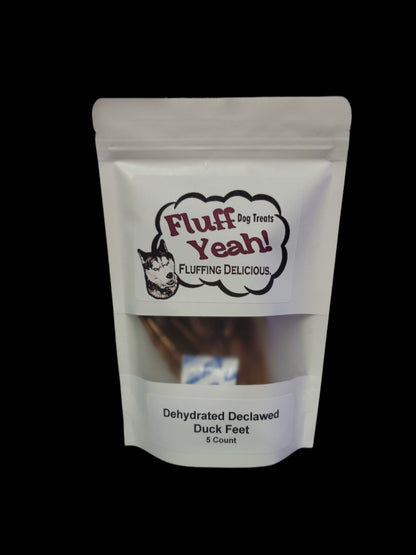 Fluff Dog Treats
Yeah!
FLUFFING DELICIOUS.
Dehydrated Declawed
Duck Feet
5 Count